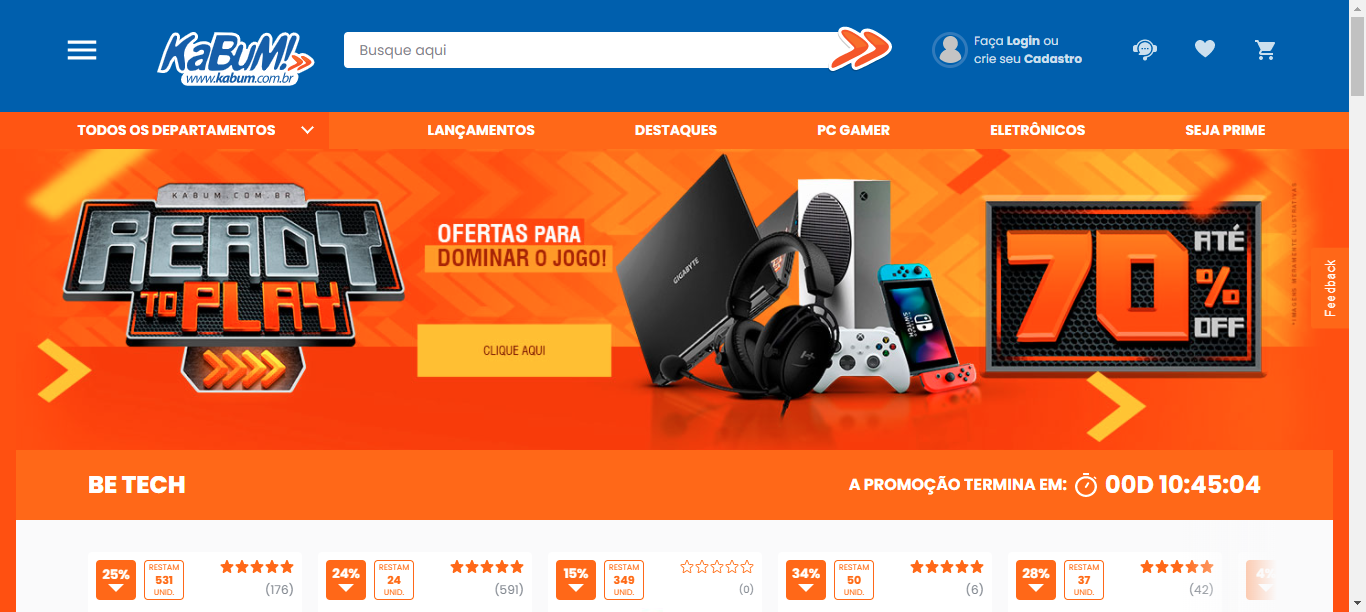 KaBuM!
www.kabum.com.br
Busque aqui
Faça Login ou
crie seu Cadastro
TODOS OS DEPARTAMENTOS
LANÇAMENTOS
DESTAQUES
PC GAMER
ELETRÔNICOS
SEJA PRIME
KABUM.COM.BR
READY
TO PLAY
OFERTAS PARA
DOMINAR O JOGO!
CLIQUE AQUI
GIGABYTE
SWITCH
ATÉ
70%
OFF
*IMAGENS MERAMENTE ILUSTRATIVAS
Feedback
BE TECH
A PROMOÇÃO TERMINA EM: 00D 10:45:04
25%
RESTAM
531
UNID.
(176)
24%
RESTAM
24
UNID.
(591)
15%
RESTAM
349
UNID.
(0)
34%
RESTAM
50
UNID.
(6)
28%
RESTAM
37
UNID.
(42)
4%